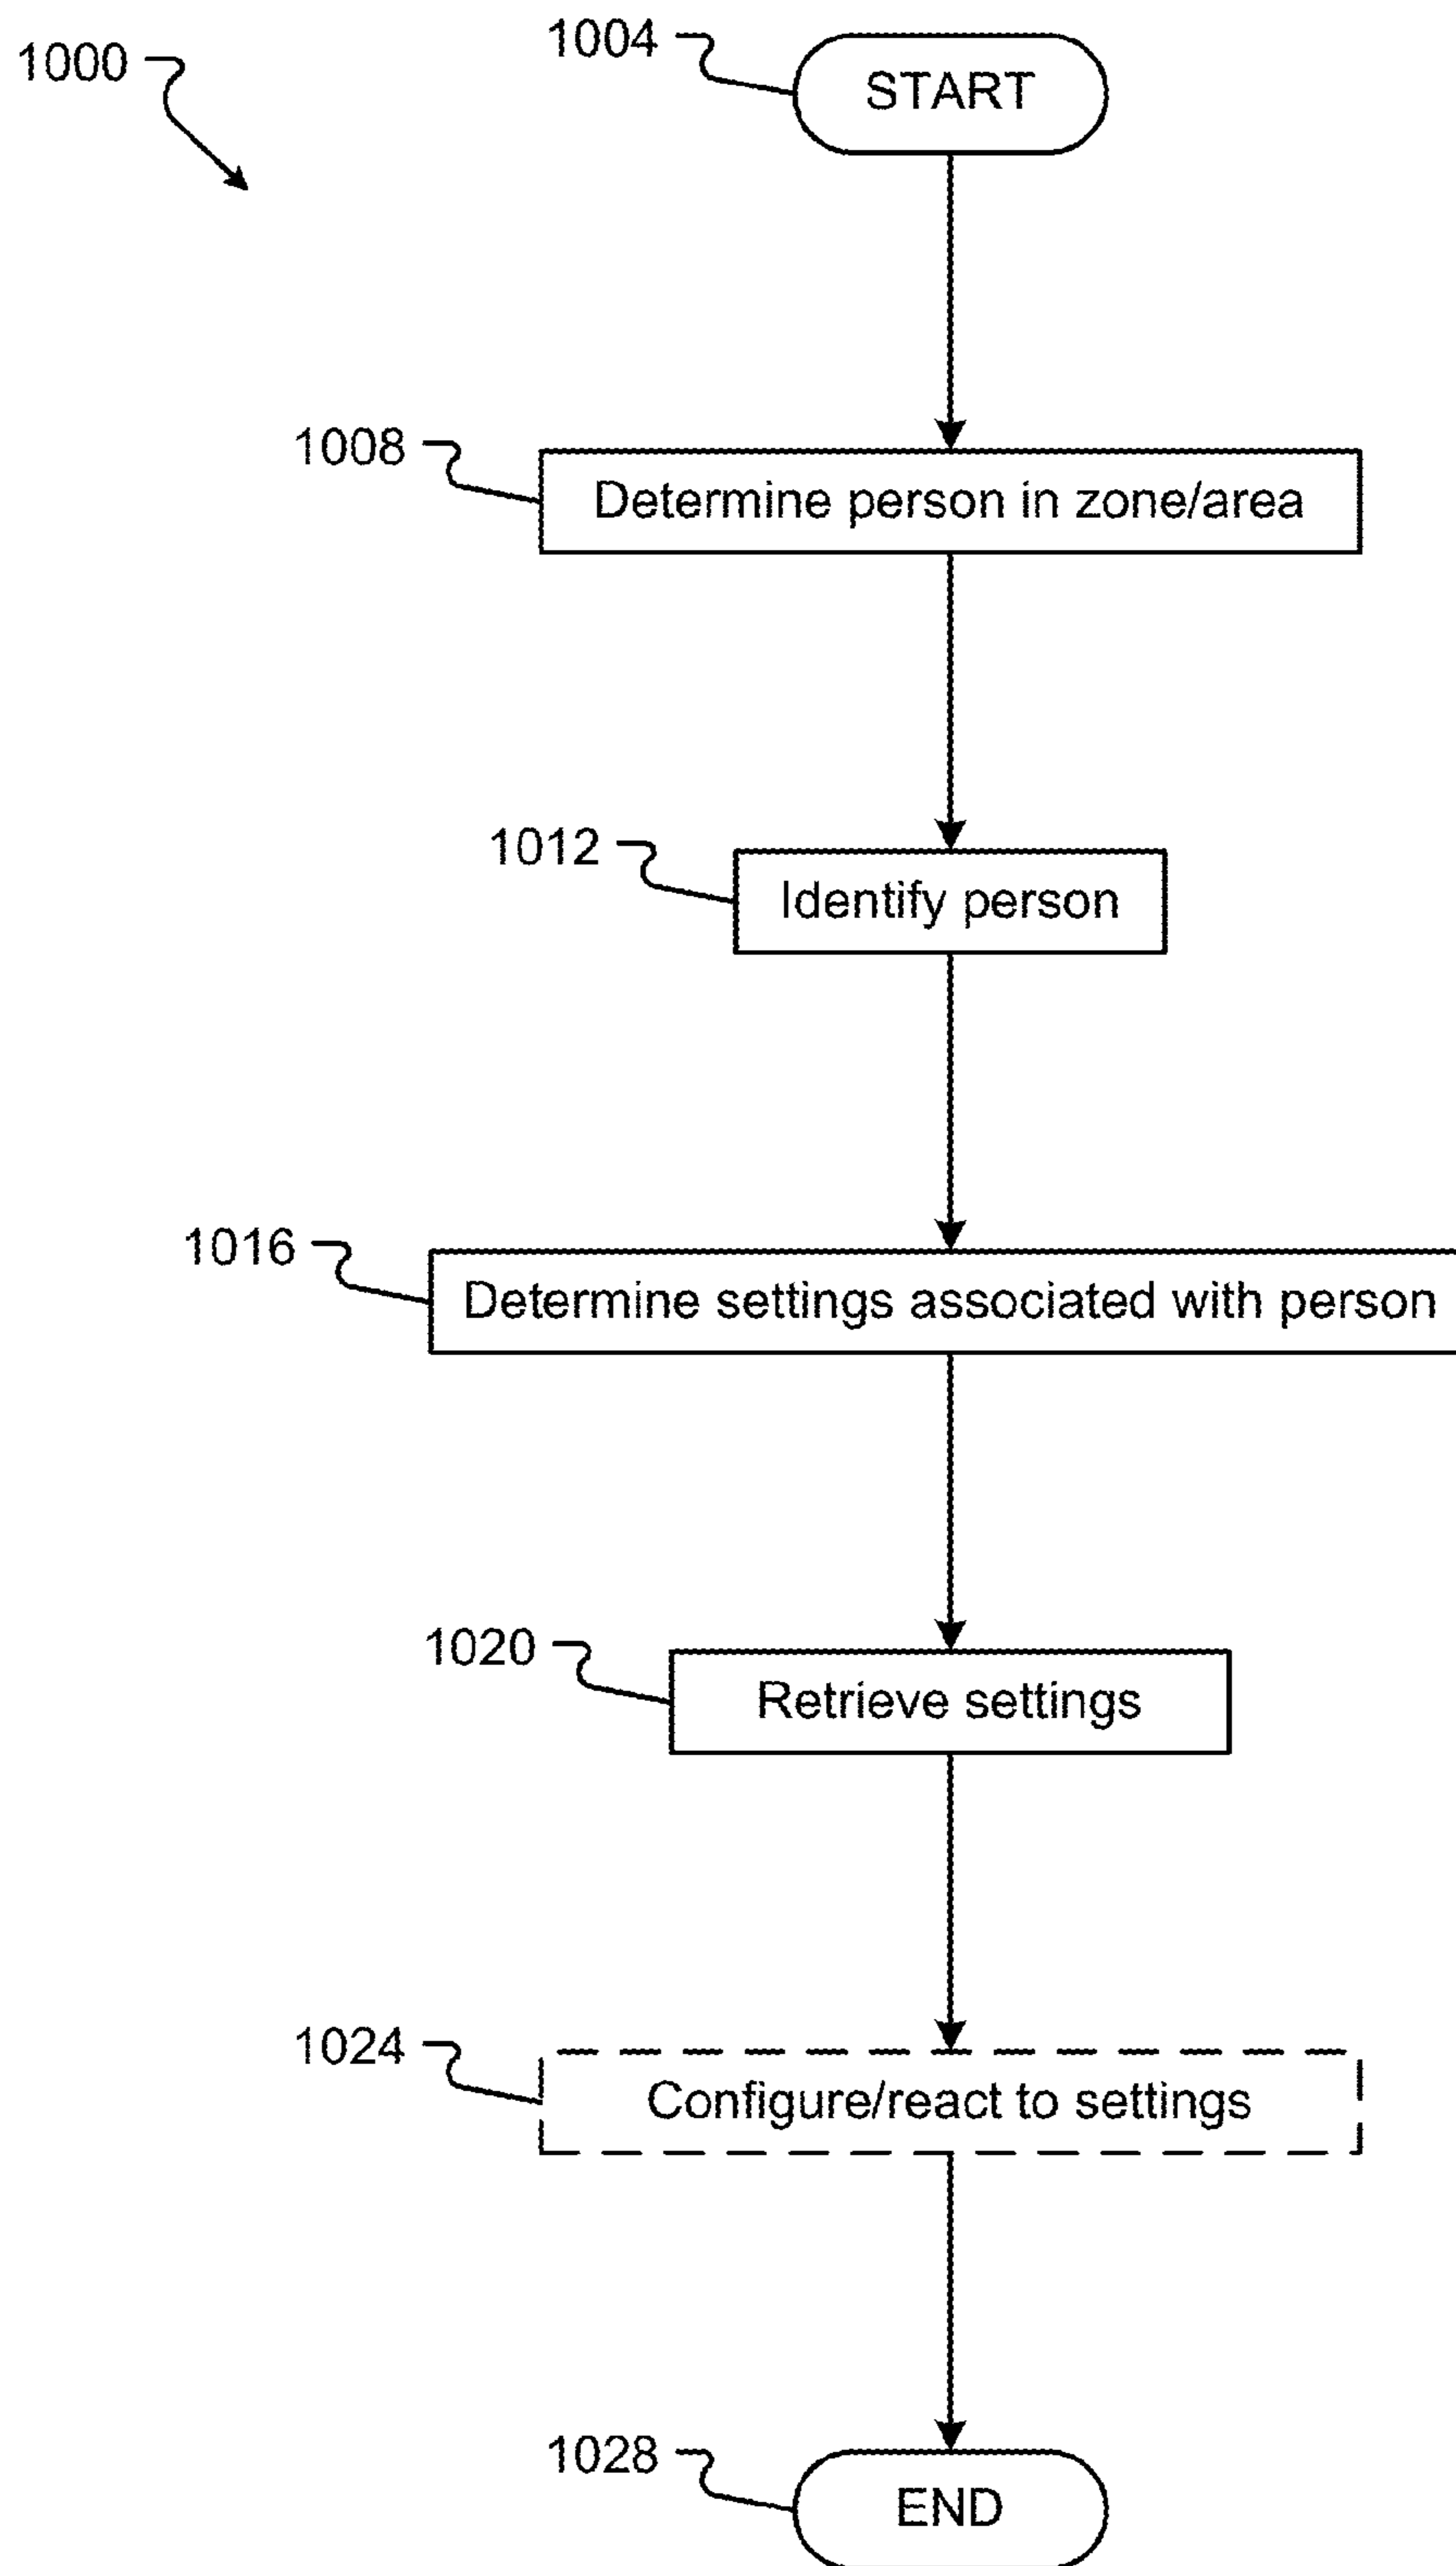 1000
1004
START
1008
Determine person in zone/area
1012
Identify person
1016
Determine settings associated with person
1020
Retrieve settings
1024
Configure/react to settings
1028
END